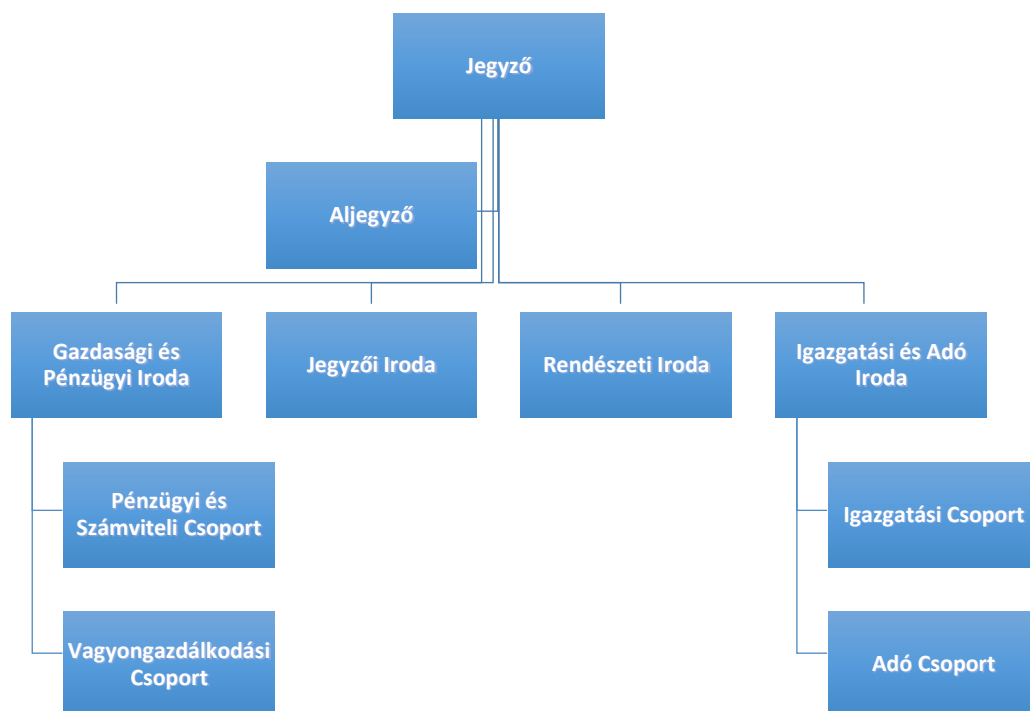 Jegyző
Aljegyző
Gazdasági és
Pénzügyi Iroda
Jegyzői Iroda
Rendészeti Iroda
Igazgatási és Adó
Iroda
Pénzügyi és
Számviteli Csoport
Igazgatási Csoport
Vagyongazdálkodási
Csoport
Adó Csoport